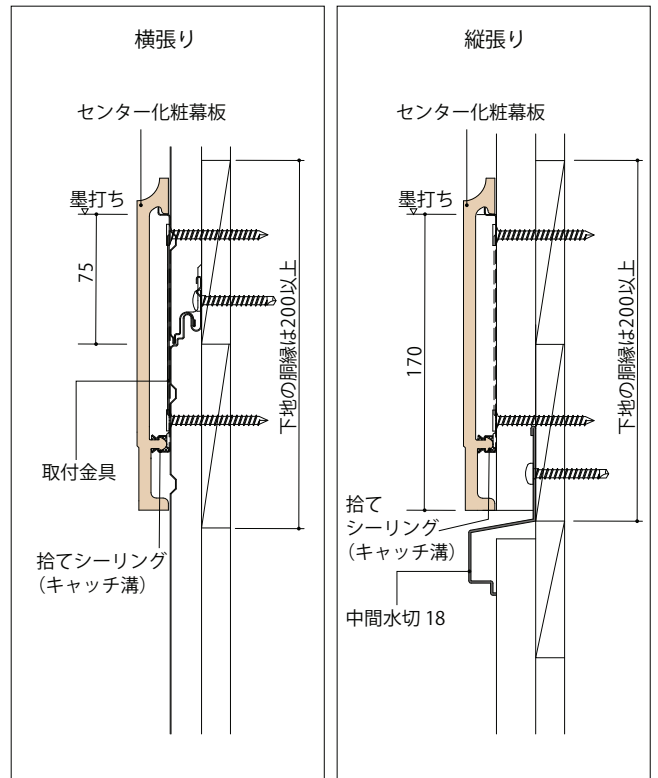 横張り
センター化粧幕板
墨打ち
75
下地の胴縁は200以上
取付金具
捨てシーリング
（キャッチ溝）
縦張り
センター化粧幕板
墨打ち
170
下地の胴縁は200以上
捨て
シーリング
（キャッチ溝）
中間水切 18